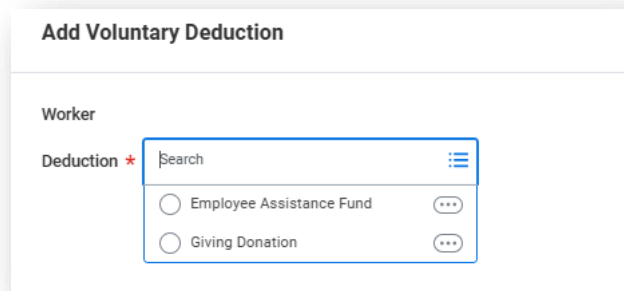 Add Voluntary Deduction
Worker
Deduction * Search
Employee Assistance Fund
Giving Donation